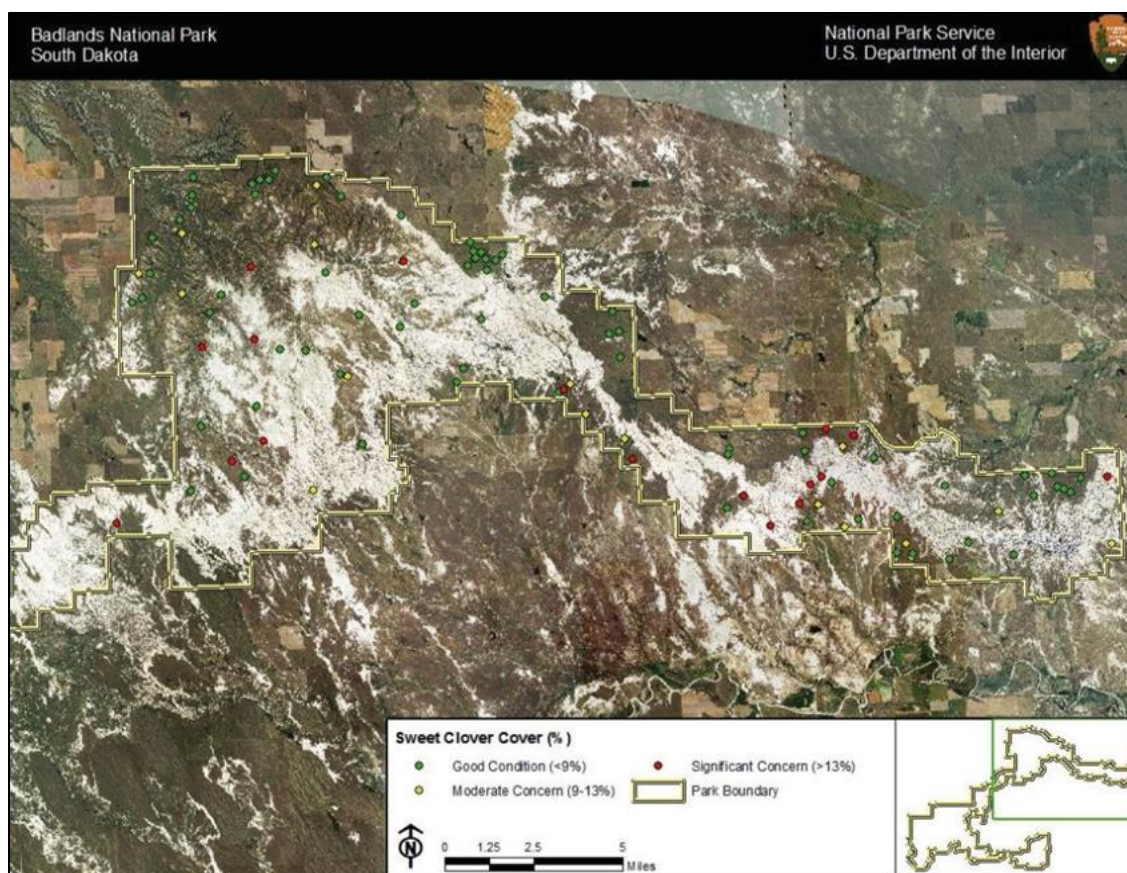 Badlands National Park
South Dakota
National Park Service
U.S. Department of the Interior
Sweet Clover Cover (%)
Good Condition (<9%)
Significant Concern (>13%)
Moderate Concern (9-13%)
Park Boundary
N
0 1.25 2.5 5
Miles